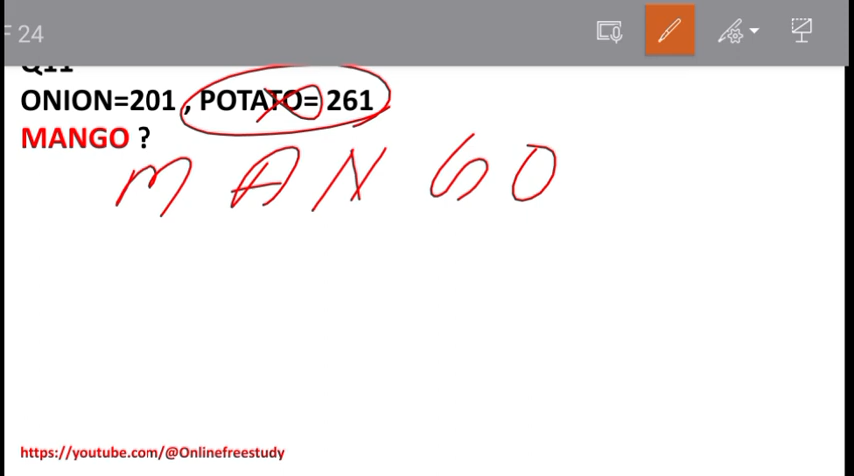 F 24
Q11
ONION=201 , POTATO= 261
MANGO ?
M A N G O
https://youtube.com/@Onlinefreestudy